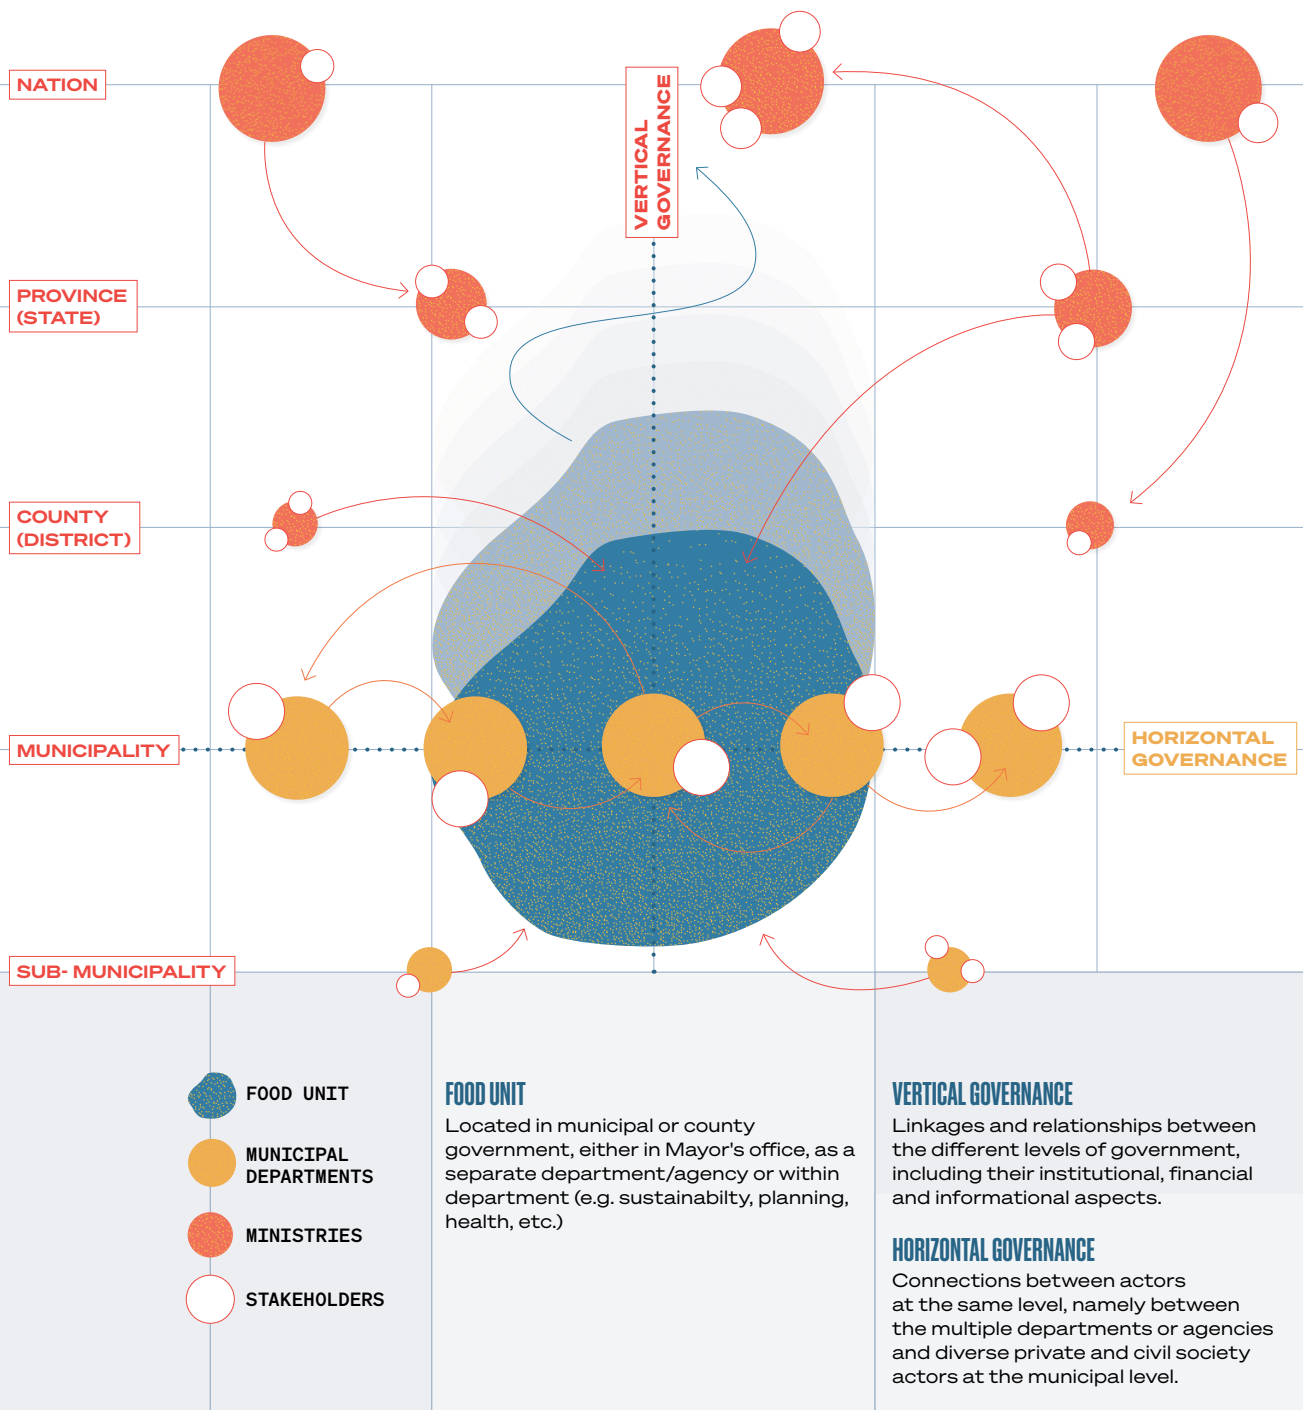 NATION
VERTICAL
GOVERNANCE
PROVINCE
(STATE)
COUNTY
(DISTRICT)
MUNICIPALITY
HORIZONTAL
GOVERNANCE
SUB- MUNICIPALITY
FOOD UNIT
MUNICIPAL
DEPARTMENTS
MINISTRIES
STAKEHOLDERS
FOOD UNIT
Located in municipal or county
government, either in Mayor's office, as a
separate department/agency or within
department (e.g. sustainabilty, planning,
health, etc.)
VERTICAL GOVERNANCE
Linkages and relationships between
the different levels of government,
including their institutional, financial
and informational aspects.
HORIZONTAL GOVERNANCE
Connections between actors
at the same level, namely between
the multiple departments or agencies
and diverse private and civil society
actors at the municipal level.